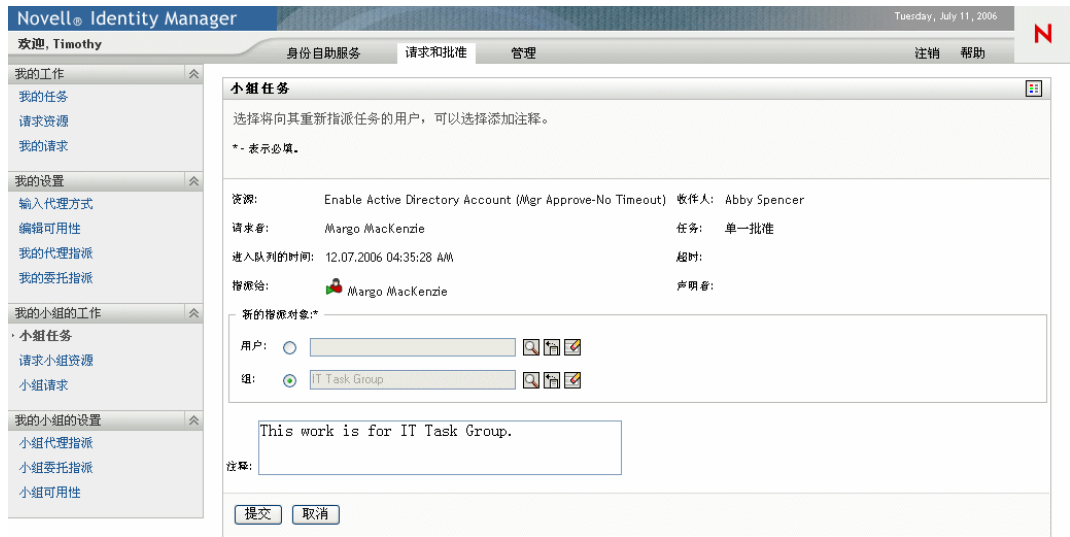 Novell® Identity Manager
Tuesday, July 11, 2006
N
欢迎, Timothy
身份自助服务 请求和批准 管理 注销 帮助
我的工作
我的任务
请求资源
我的请求
我的设置
输入代理方式
编辑可用性
我的代理指派
我的委托指派
我的小组的工作
小组任务
请求小组资源
小组请求
我的小组的设置
小组代理指派
小组委托指派
小组可用性
小组任务
选择将向其重新指派任务的用户，可以选择添加注释。
*- 表示必填。
资源: Enable Active Directory Account (Mgr Approve-No Timeout) 收件人: Abby Spencer
请求者: Margo MacKenzie 任务: 单一批准
进入队列的时间: 12.07.2006 04:35:28 AM 超时:
指派给: Margo MacKenzie 声明者:
新的指派对象:*
用户:
组: IT Task Group
This work is for IT Task Group.
注释:
提交 取消